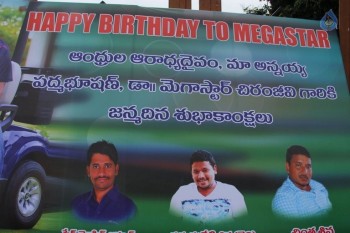 HAPPY BIRTHDAY TO MEGASTAR
ఆంధ్రుల ఆరాధ్యదైవం, మా అన్నయ్య
పద్మభూషణ్, డా॥ మెగాస్టార్ చిరంజీవి గారికి
జన్మదిన శుభాకాంక్షలు